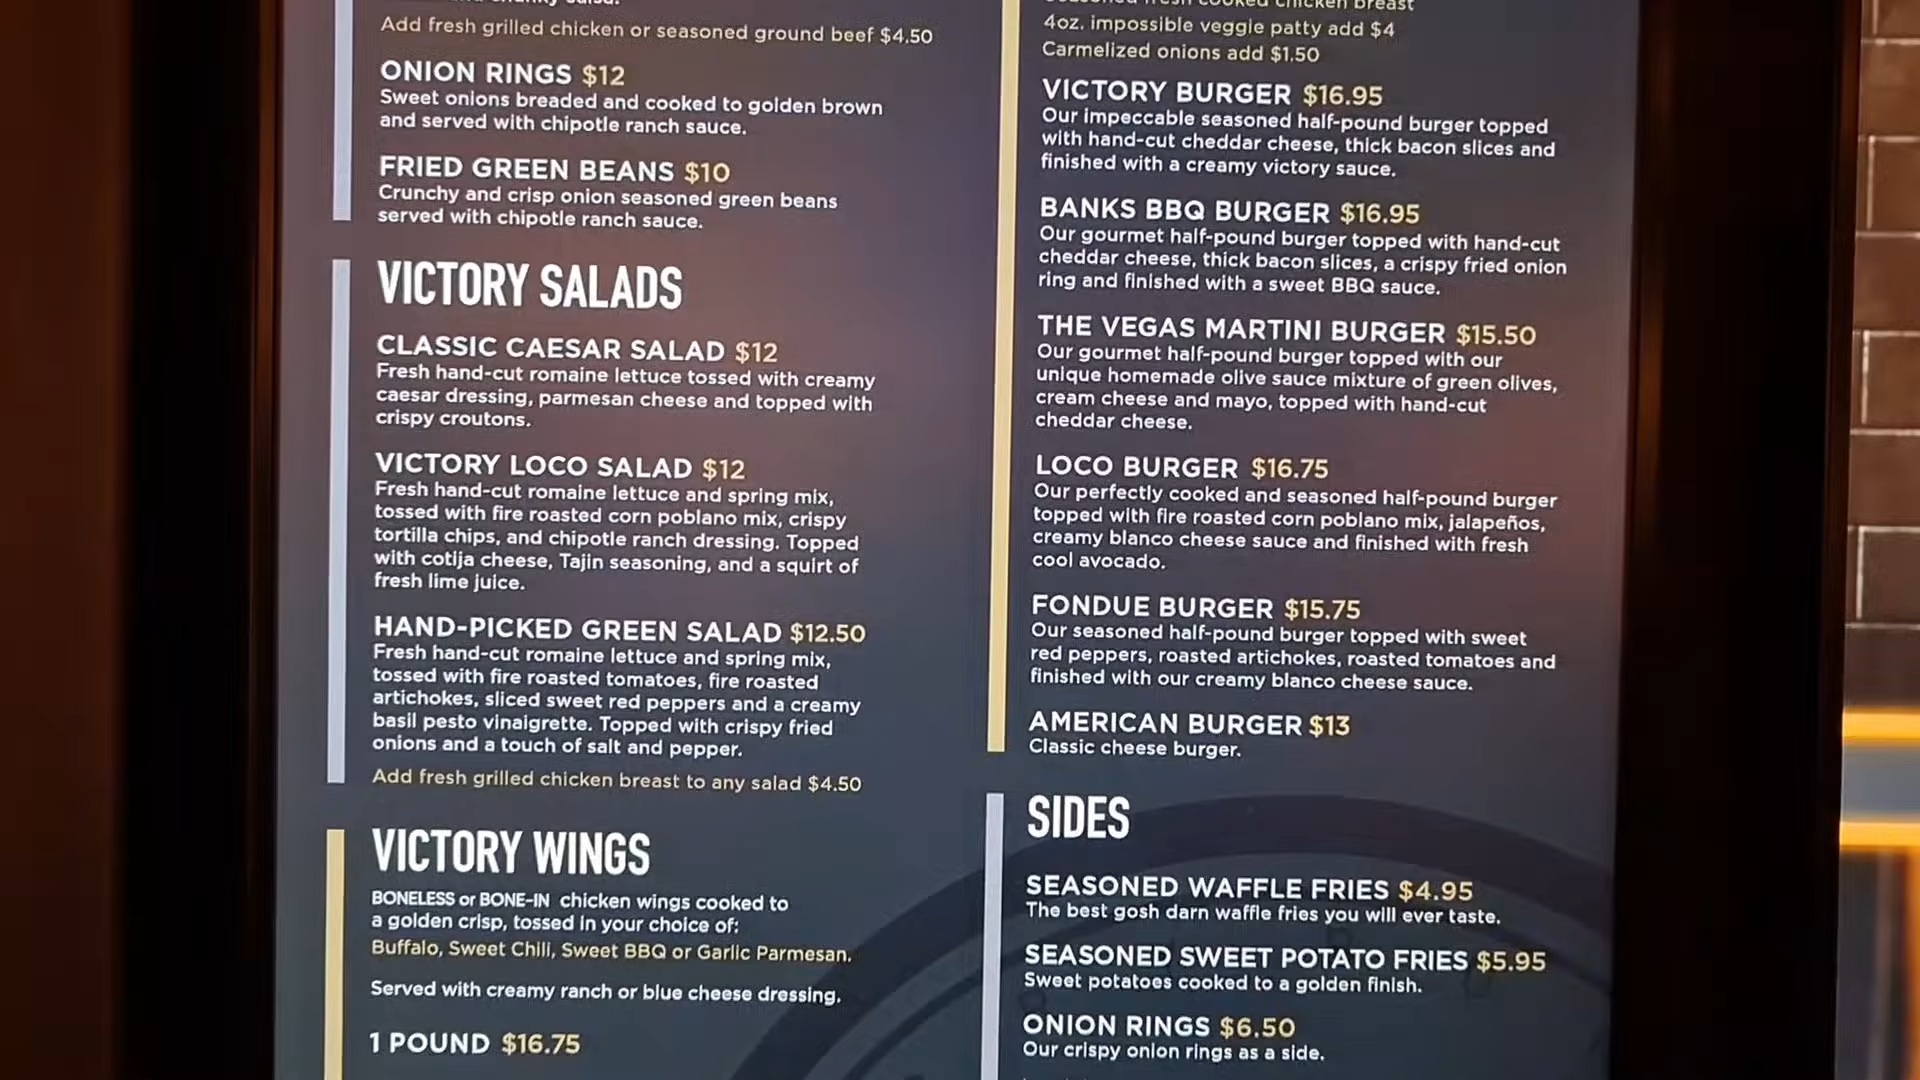 Add fresh grilled chicken or seasoned ground beef $4.50
ONION RINGS $12
Sweet onions breaded and cooked to golden brown
and served with chipotle ranch sauce.
FRIED GREEN BEANS $10
Crunchy and crisp onion seasoned green beans
served with chipotle ranch sauce.
VICTORY SALADS
CLASSIC CAESAR SALAD $12
Fresh hand-cut romaine lettuce tossed with creamy
caesar dressing, parmesan cheese and topped with
crispy croutons.
VICTORY LOCO SALAD $12
Fresh hand-cut romaine lettuce and spring mix,
tossed with fire roasted corn poblano mix, crispy
tortilla chips, and chipotle ranch dressing. Topped
with cotija cheese, Tajin seasoning, and a squirt of
fresh lime juice.
HAND-PICKED GREEN SALAD $12.50
Fresh hand-cut romaine lettuce and spring mix,
tossed with fire roasted tomatoes, fire roasted
artichokes, sliced sweet red peppers and a creamy
basil pesto vinaigrette. Topped with crispy fried
onions and a touch of salt and pepper.
Add fresh grilled chicken breast to any salad $4.50
VICTORY WINGS
BONELESS or BONE-IN chicken wings cooked to
a golden crisp, tossed in your choice of:
Buffalo, Sweet Chili, Sweet BBQ or Garlic Parmesan.
Served with creamy ranch or blue cheese dressing.
1 POUND $16.75
cooked chicken breast
4oz. impossible veggie patty add $4
Carmelized onions add $1.50
VICTORY BURGER $16.95
Our impeccable seasoned half-pound burger topped
with hand-cut cheddar cheese, thick bacon slices and
finished with a creamy victory sauce.
BANKS BBQ BURGER $16.95
Our gourmet half-pound burger topped with hand-cut
cheddar cheese, thick bacon slices, a crispy fried onion
ring and finished with a sweet BBQ sauce.
THE VEGAS MARTINI BURGER $15.50
Our gourmet half-pound burger topped with our
unique homemade olive sauce mixture of green olives,
cream cheese and mayo, topped with hand-cut
cheddar cheese.
LOCO BURGER $16.75
Our perfectly cooked and seasoned half-pound burger
topped with fire roasted corn poblano mix, jalapeños,
creamy blanco cheese sauce and finished with fresh
cool avocado.
FONDUE BURGER $15.75
Our seasoned half-pound burger topped with sweet
red peppers, roasted artichokes, roasted tomatoes and
finished with our creamy blanco cheese sauce.
AMERICAN BURGER $13
Classic cheese burger.
SIDES
SEASONED WAFFLE FRIES $4.95
The best gosh darn waffle fries you will ever taste.
SEASONED SWEET POTATO FRIES $5.95
Sweet potatoes cooked to a golden finish.
ONION RINGS $6.50
Our crispy onion rings as a side.